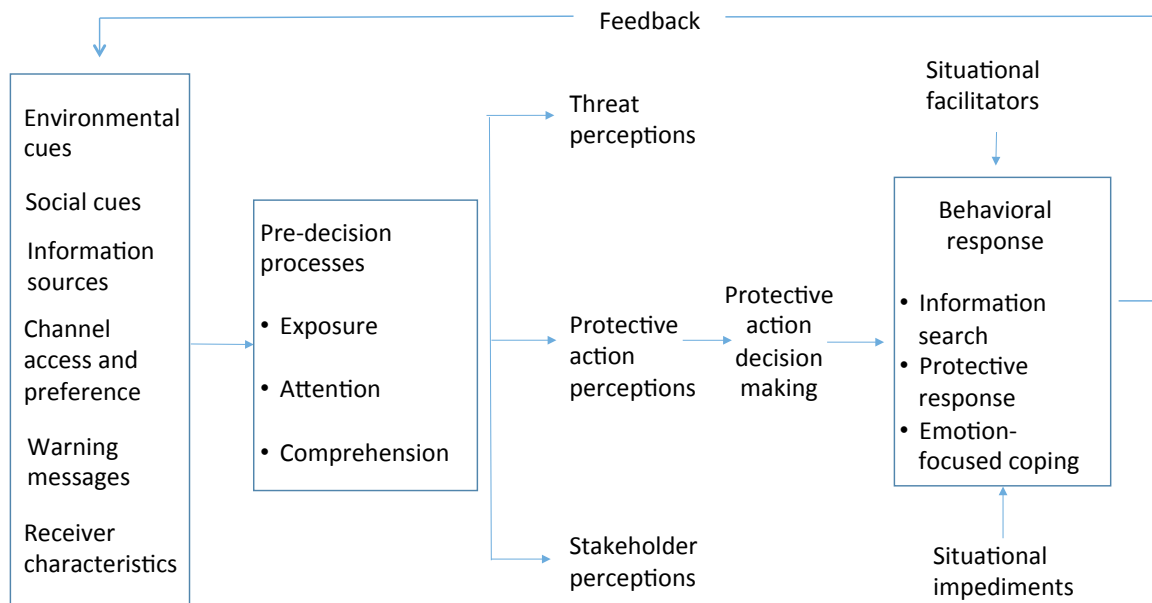 Feedback
Environmental
cues
Social cues
Information
sources
Channel
access and
preference
Warning
messages
Receiver
characteristics
Pre-decision
processes
• Exposure
• Attention
• Comprehension
Threat
perceptions
Protective
action
perceptions
Stakeholder
perceptions
Protective
action
decision
making
Situational
facilitators
Behavioral
response
• Information
search
• Protective
response
• Emotion-
focused coping
Situational
impediments